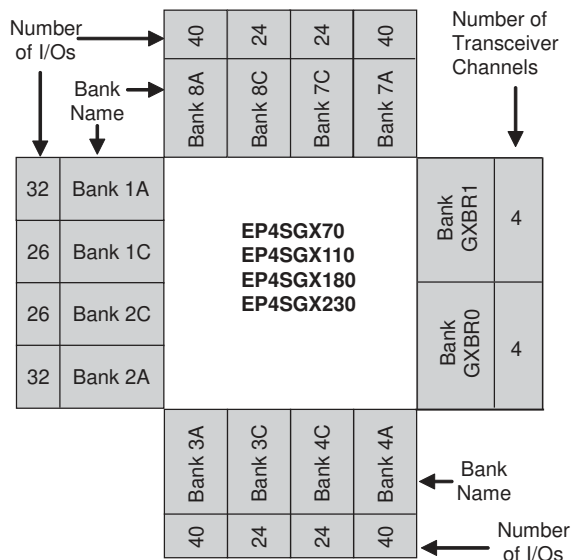 Number
of I/Os
40
24
24
40
Number of
Transceiver
Channels
Bank
Name
Bank 8A
Bank 8C
Bank 7C
Bank 7A
32
Bank 1A
26
Bank 1C
26
Bank 2C
32
Bank 2A
EP4SGX70
EP4SGX110
EP4SGX180
EP4SGX230
Bank
GXBR1
4
Bank
GXBR0
4
Bank 3A
Bank 3C
Bank 4C
Bank 4A
Bank
Name
40
24
24
40
Number
of I/Os